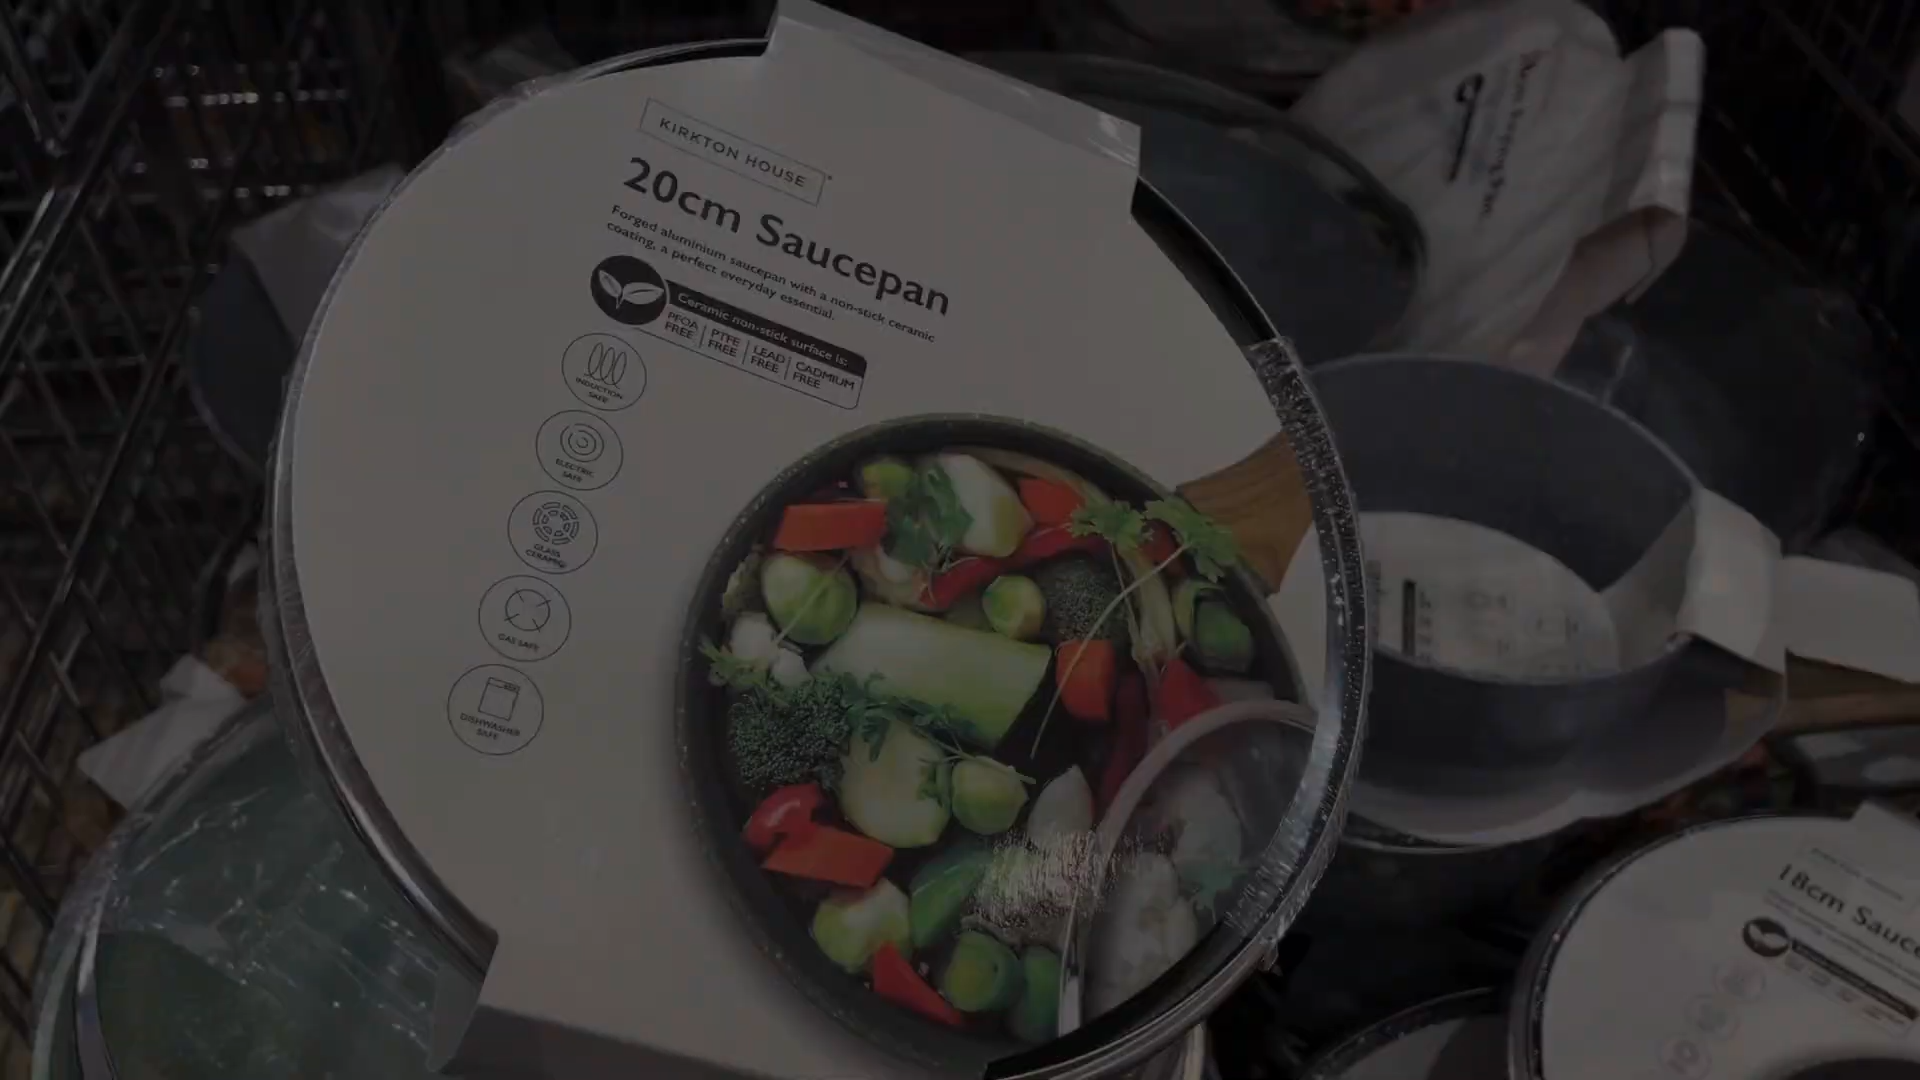 KIRKTON HOUSE
20cm Saucepan
Forged aluminium saucepan with a non-stick ceramic
coating, a perfect everyday essential.
Ceramic non-stick surface is:
PFOA FREE
PTFE FREE
LEAD FREE
CADMIUM FREE
INDUCTION
SAFE
ELECTRIC
SAFE
GLASS
CERAMIC
GAS SAFE
DISHWASHER
SAFE
18cm